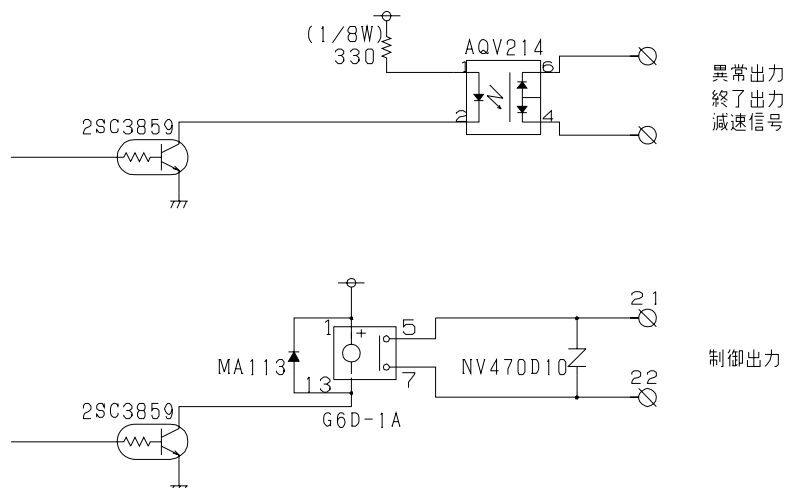 (1/8W)
330
AQV214
1
6
2
4
異常出力
終了出力
減速信号
2SC3859
21
1
+
5
MA113
NV470D10
制御出力
13
7
22
2SC3859
G6D-1A